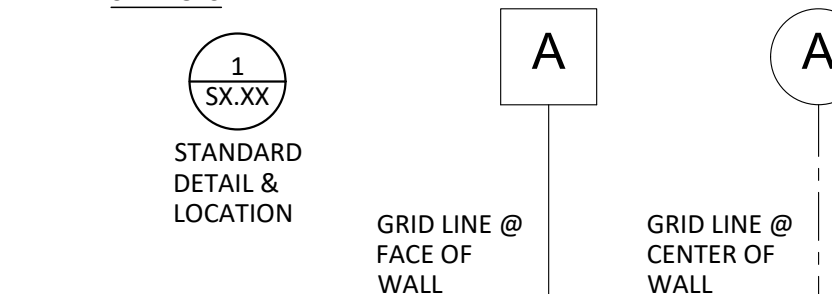 1
SX.XX
STANDARD
DETAIL &
LOCATION
A
GRID LINE @
FACE OF
WALL
A
GRID LINE @
CENTER OF
WALL